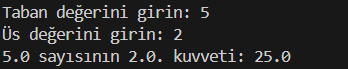 Taban değerini girin: 5
Üs değerini girin: 2
5.0 sayısının 2.0. kuvveti: 25.0